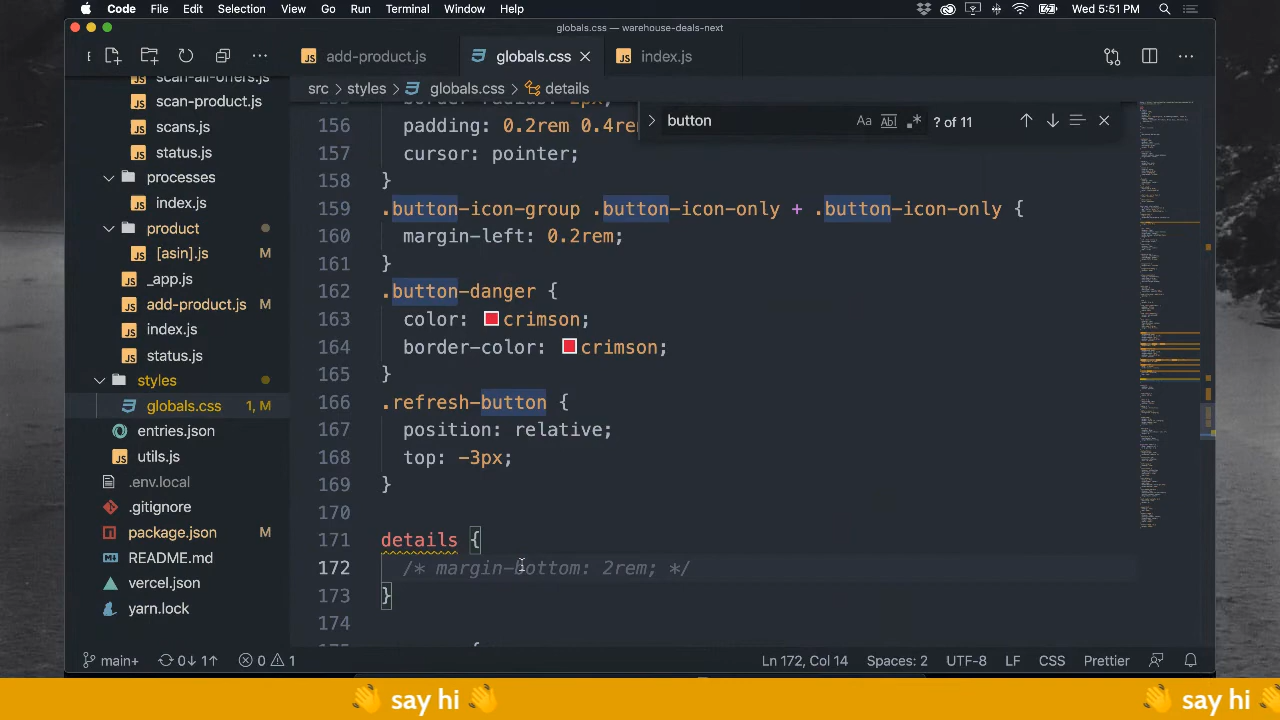 Code File Edit Selection View Go Run Terminal Window Help Wed 5:51 PM
globals.css — warehouse-deals-next
E
add-product.js globals.css index.js
src › styles › globals.css › details
button Aa Abl .* ? of 11
scan-all-offers.js
scan-product.js
scans.js
status.js
processes
index.js
product
[asin].js M
_app.js
add-product.js M
index.js
status.js
styles
globals.css 1, M
entries.json
utils.js
.env.local
.gitignore
package.json M
README.md
vercel.json
yarn.lock
border-radius: 2px;
156 padding: 0.2rem 0.4re
157 cursor: pointer;
158 }
159 .button-icon-group .button-icon-only + .button-icon-only {
160 margin-left: 0.2rem;
161 }
162 .button-danger {
163 color: crimson;
164 border-color: crimson;
165 }
166 .refresh-button {
167 position: relative;
168 top: -3px;
169 }
170
171 details {
172 /* margin-bottom: 2rem; */
173 }
174
main+ 0↓ 1↑ 0 1 Ln 172, Col 14 Spaces: 2 UTF-8 LF CSS Prettier
👋 say hi 👋 👋 say hi